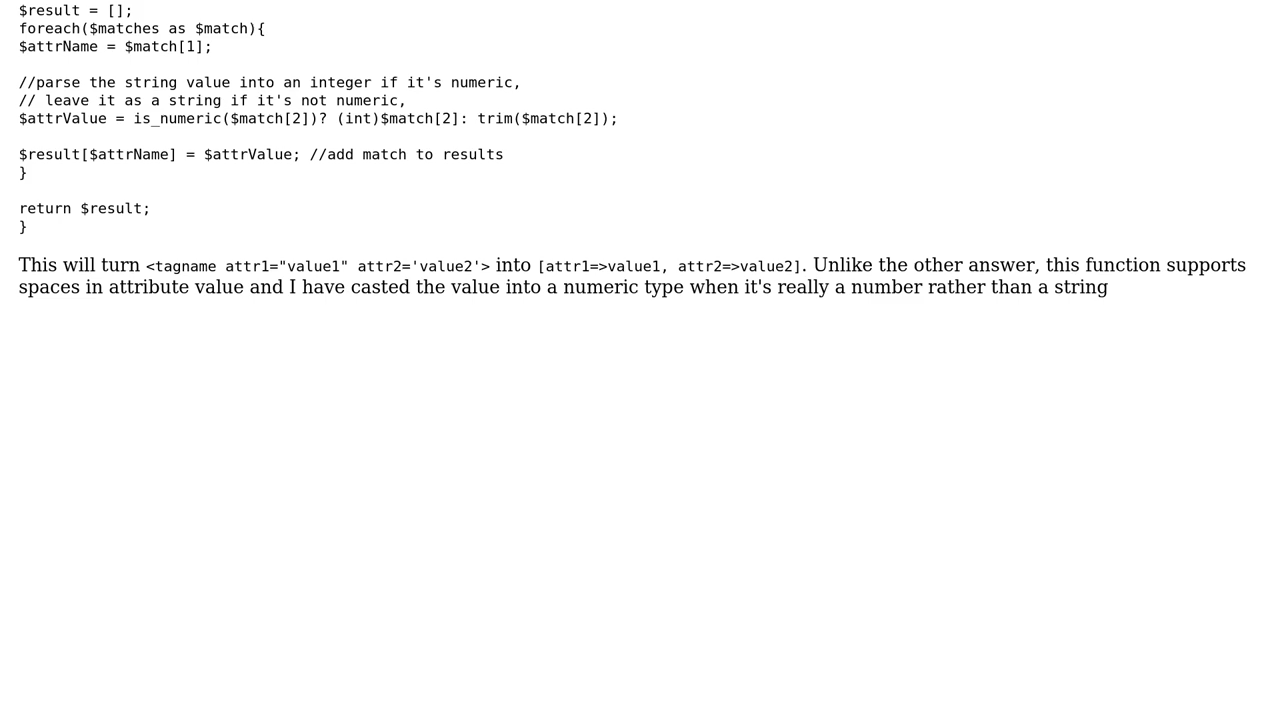 $result = [];
foreach($matches as $match){
$attrName = $match[1];
//parse the string value into an integer if it's numeric,
// leave it as a string if it's not numeric,
$attrValue = is_numeric($match[2])? (int)$match[2]: trim($match[2]);
$result[$attrName] = $attrValue; //add match to results
}
return $result;
}
This will turn <tagname attr1="value1" attr2='value2'> into [attr1=>value1, attr2=>value2]. Unlike the other answer, this function supports
spaces in attribute value and I have casted the value into a numeric type when it's really a number rather than a string